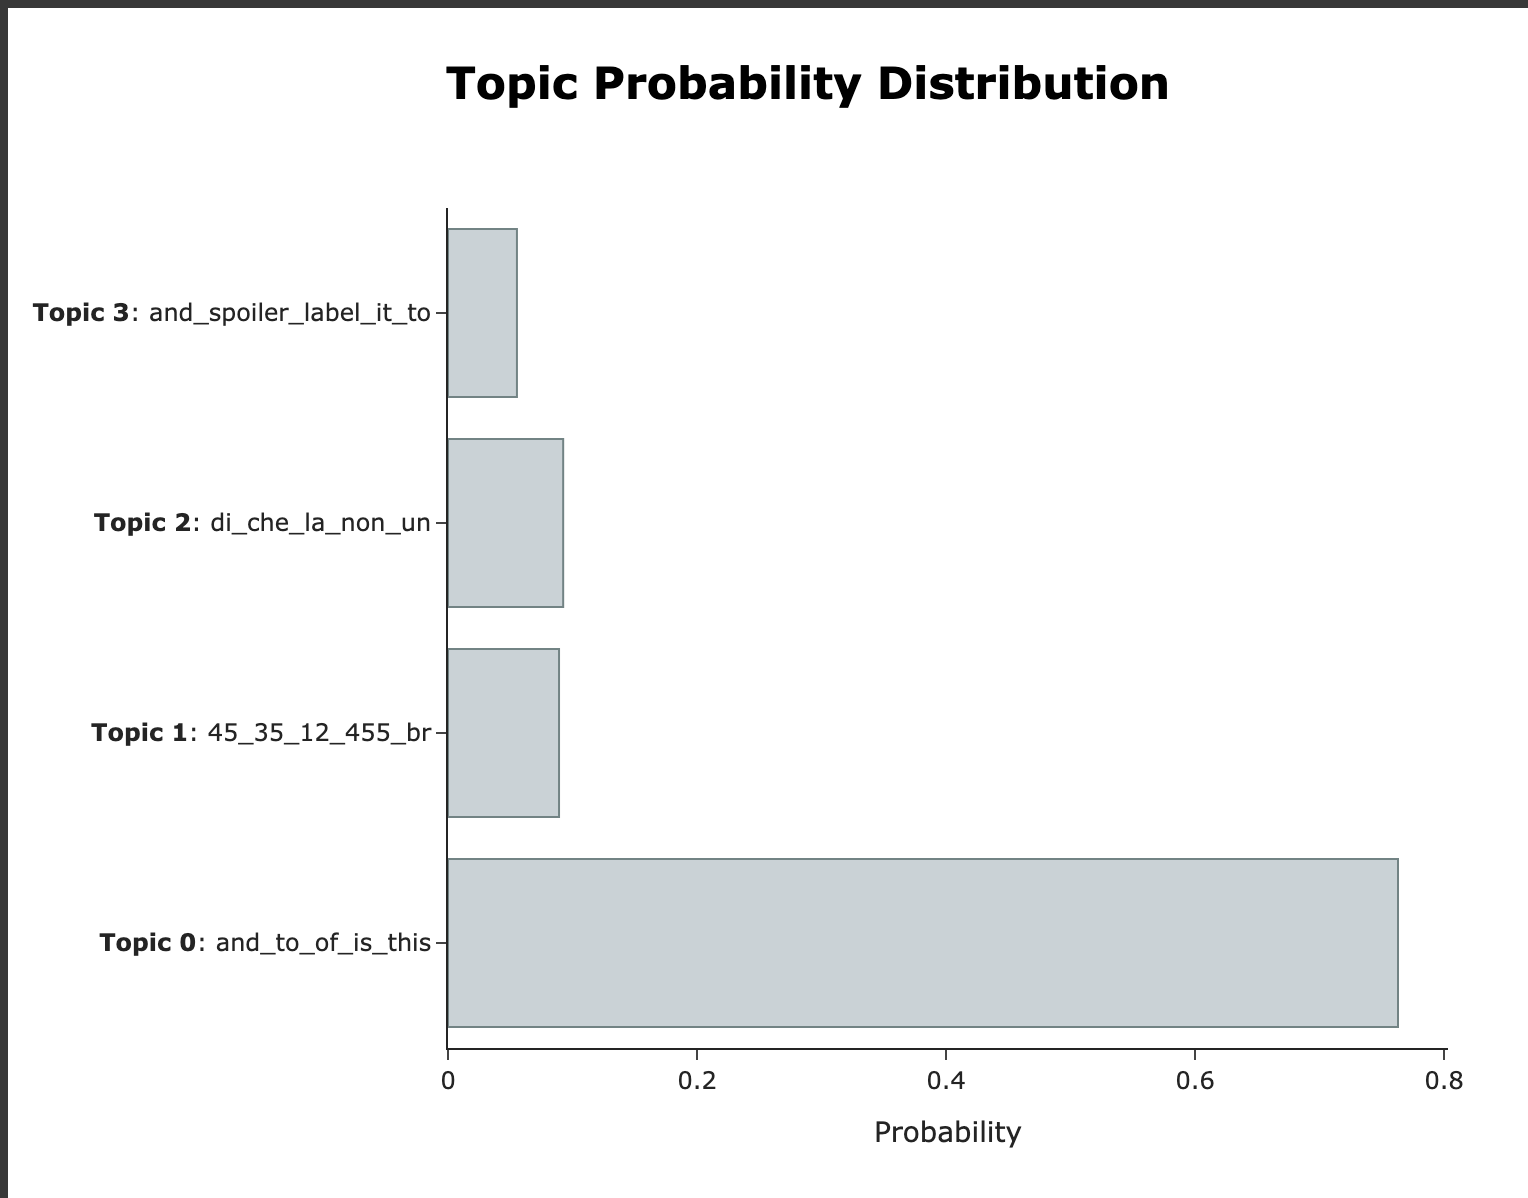 Topic Probability Distribution
Topic 3: and_spoiler_label_it_to
Topic 2: di_che_la_non_un
Topic 1: 45_35_12_455_br
Topic 0: and_to_of_is_this
0 0.2 0.4 0.6 0.8
Probability